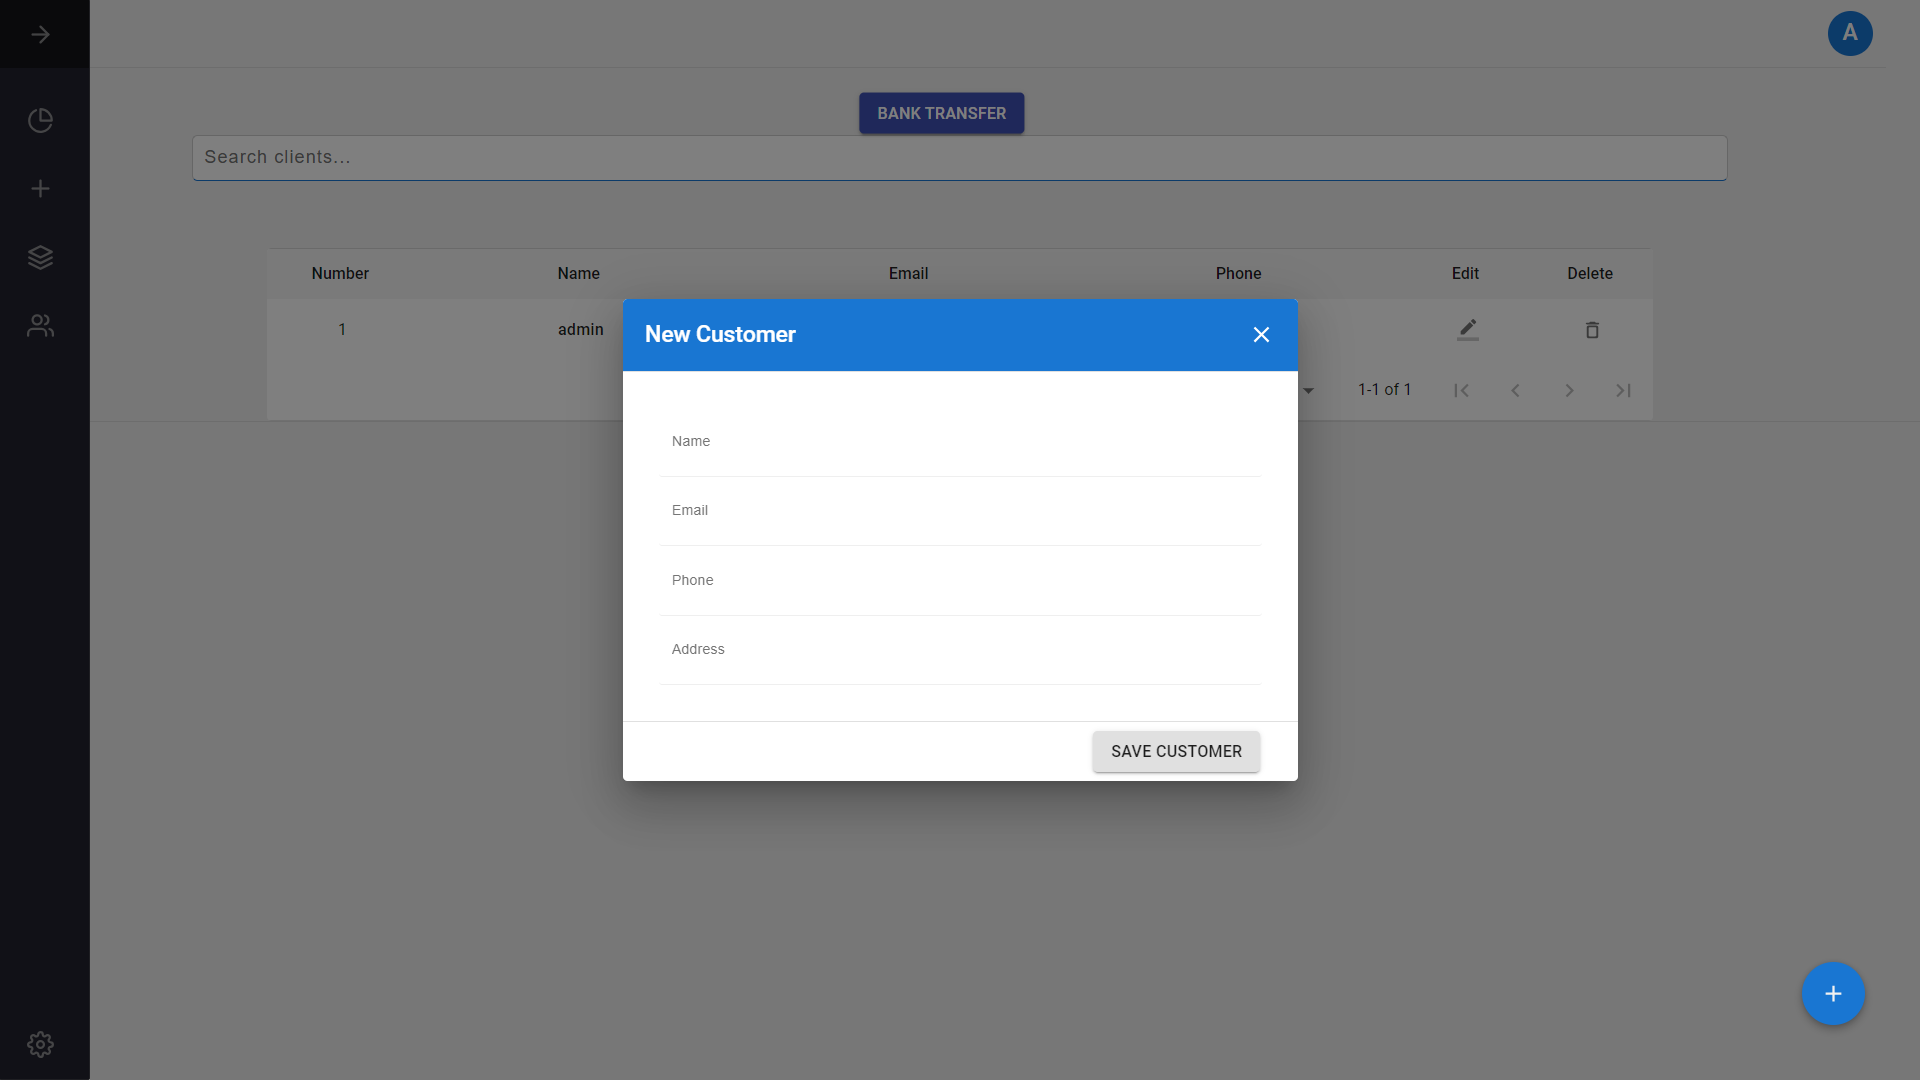 A
BANK TRANSFER
Search clients...
Number Name Email Phone Edit Delete
1 admin
1-1 of 1
New Customer
Name
Email
Phone
Address
SAVE CUSTOMER